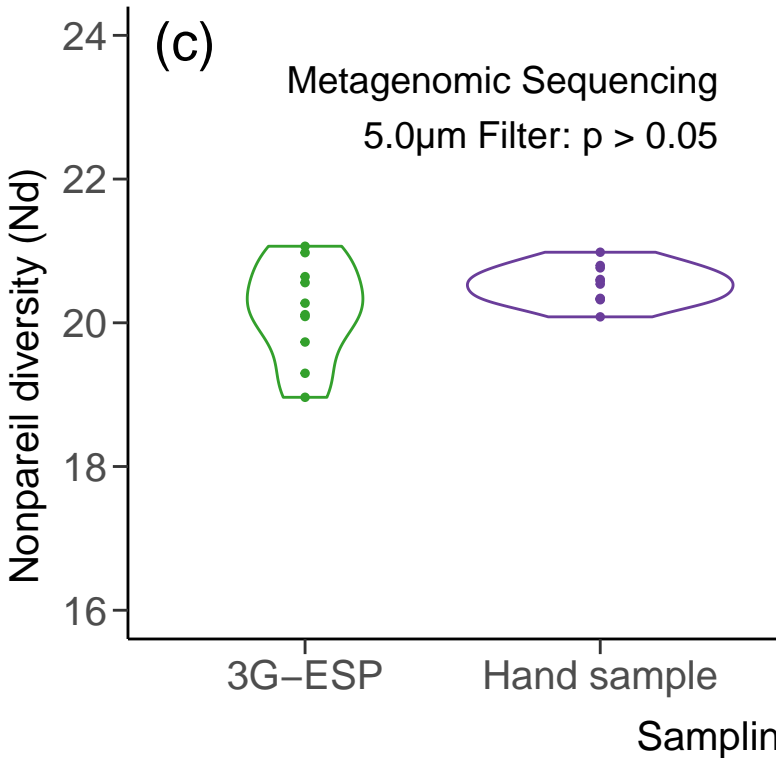 (c)
Metagenomic Sequencing
5.0µm Filter: p > 0.05
Nonpareil diversity (Nd)
24
22
20
18
16
3G−ESP
Hand sample
Samplin